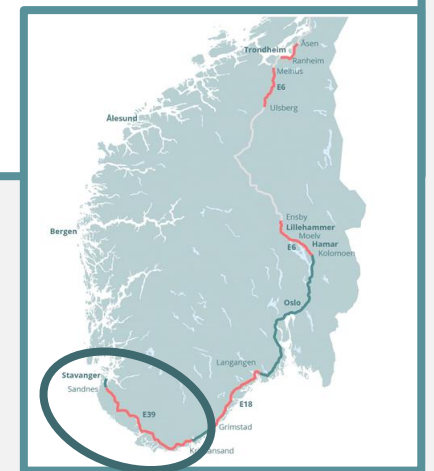 Åsen
Trondheim
Ranheim
Melhus
E6
Ulsberg
Ålesund
Ensby
Lillehammer
Moelv
Bergen
E6
Hamar
Kolomoen
Oslo
Langangen
Stavanger
Sandnes
E18
E39
Grimstad
Kristiansand